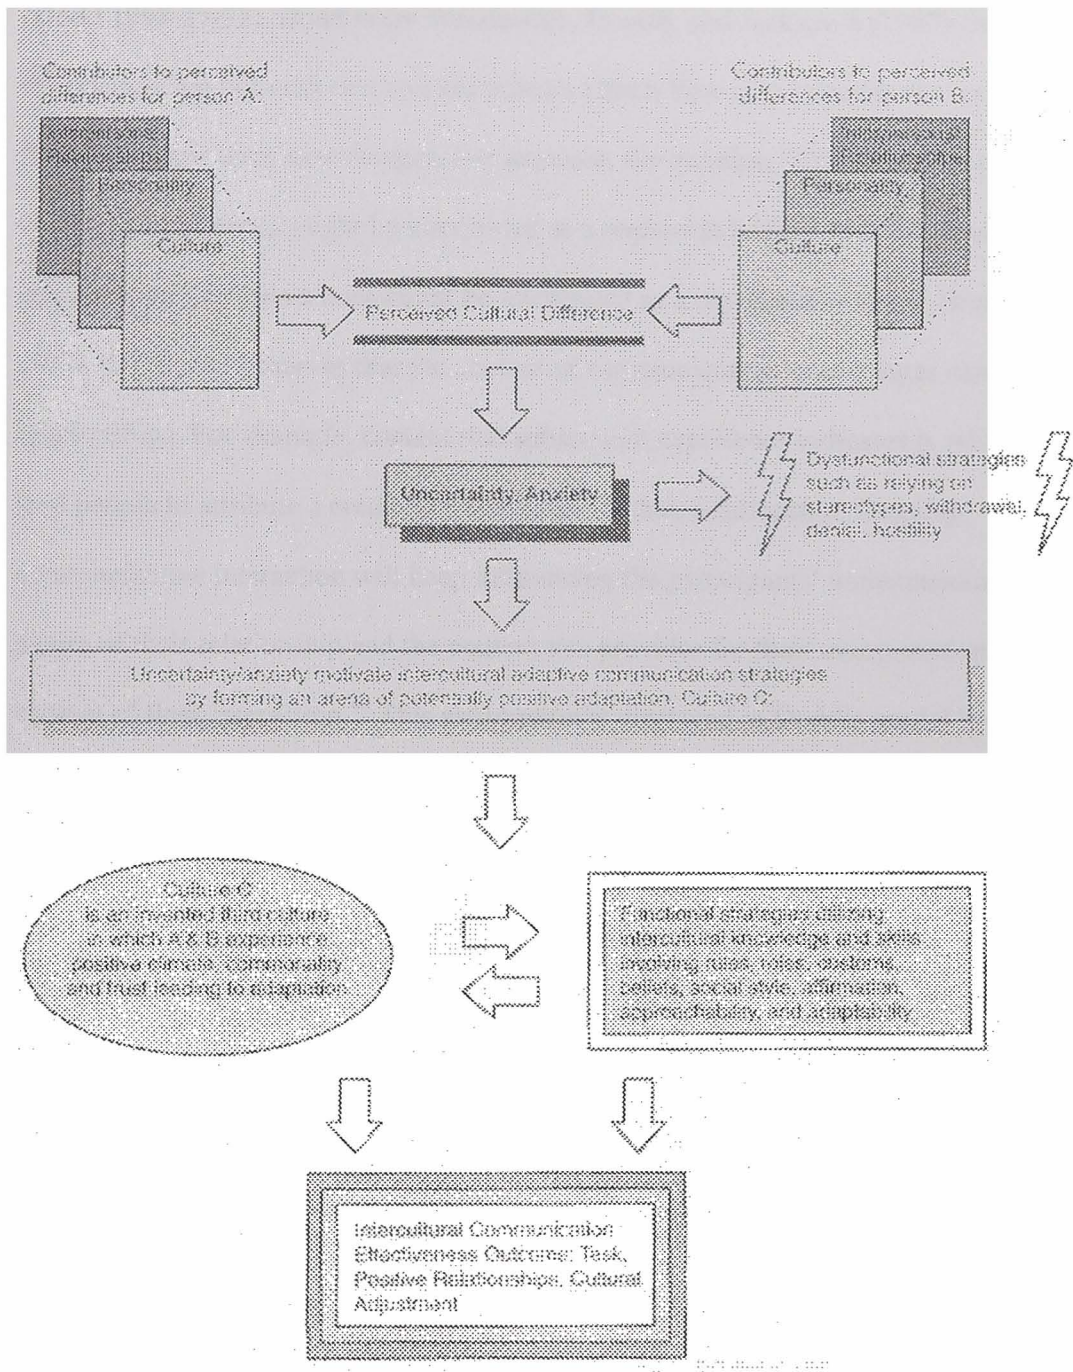 Contributors to perceived
differences for person A:
Contributors to perceived
differences for person B:
Interpersonal
Relationship
Personality
Culture
Interpersonal
Relationship
Personality
Culture
Perceived Cultural Difference
Uncertainty, Anxiety
Dysfunctional strategies
such as relying on
stereotypes, withdrawal,
denial, hostility
Uncertainty/anxiety motivate intercultural adaptive communication strategies
by forming an arena of potentially positive adaptation, Culture C:
Culture C
is an invented third culture
in which A & B experience
positive climate, commonality
and trust leading to adaptation
Functional strategies utilizing
intercultural knowledge and skills
involving rules, roles, customs,
beliefs, social style, affirmation,
approachability, and adaptability
Intercultural Communication
Effectiveness Outcome: Task,
Positive Relationships, Cultural
Adjustment